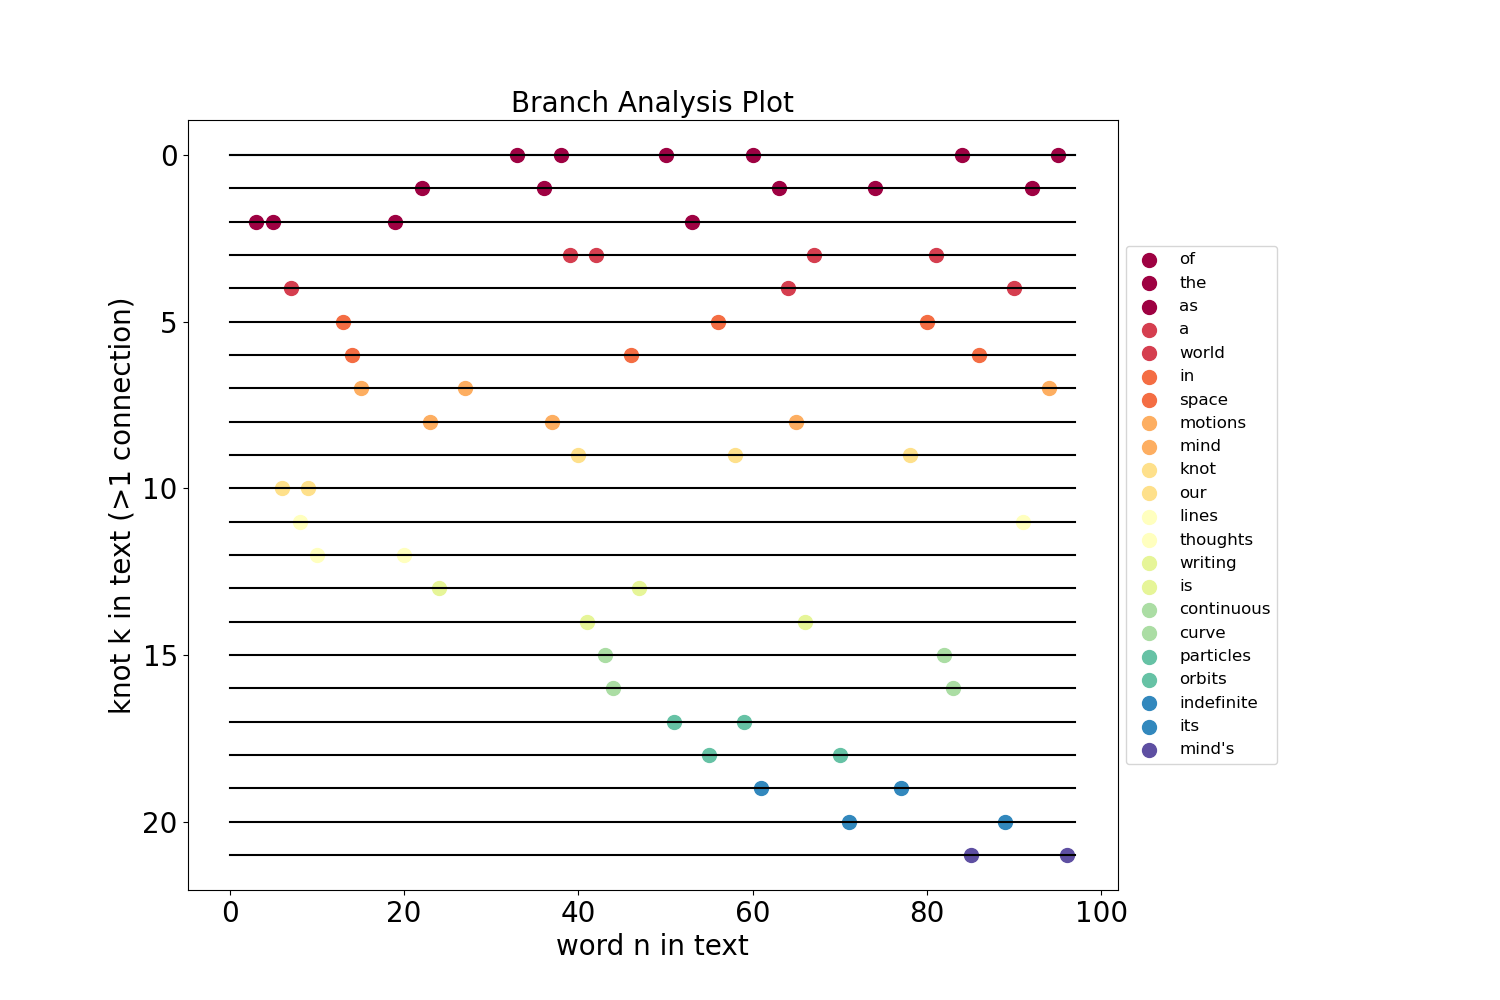 Branch Analysis Plot
0
5
10
15
20
knot k in text (>1 connection)
0 20 40 60 80 100
word n in text
of
the
as
a
world
in
space
motions
mind
knot
our
lines
thoughts
writing
is
continuous
curve
particles
orbits
indefinite
its
mind's